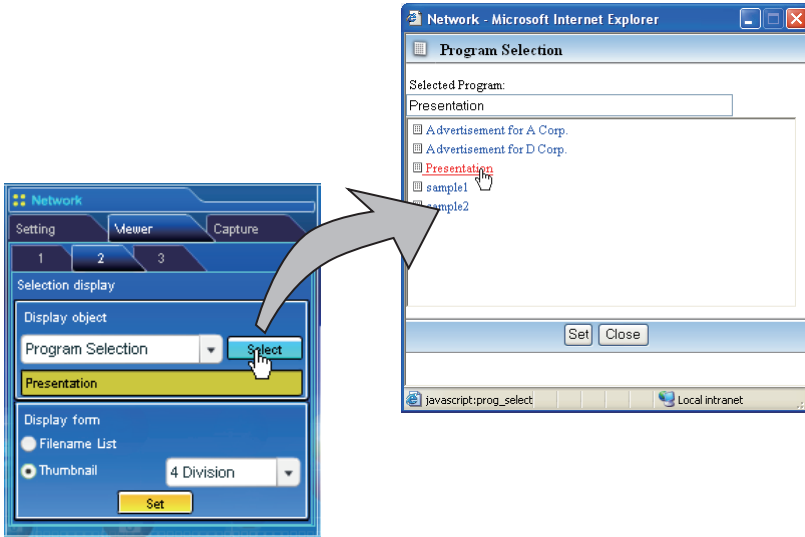 Network - Microsoft Internet Explorer
Program Selection
Selected Program:
Presentation
Advertisement for A Corp.
Advertisement for D Corp.
Presentation
sample1
sample2
Set Close
javascript:prog_select Local intranet
Network
Setting Viewer Capture
1 2 3
Selection display
Display object
Program Selection Select
Presentation
Display form
Filename List
Thumbnail 4 Division
Set